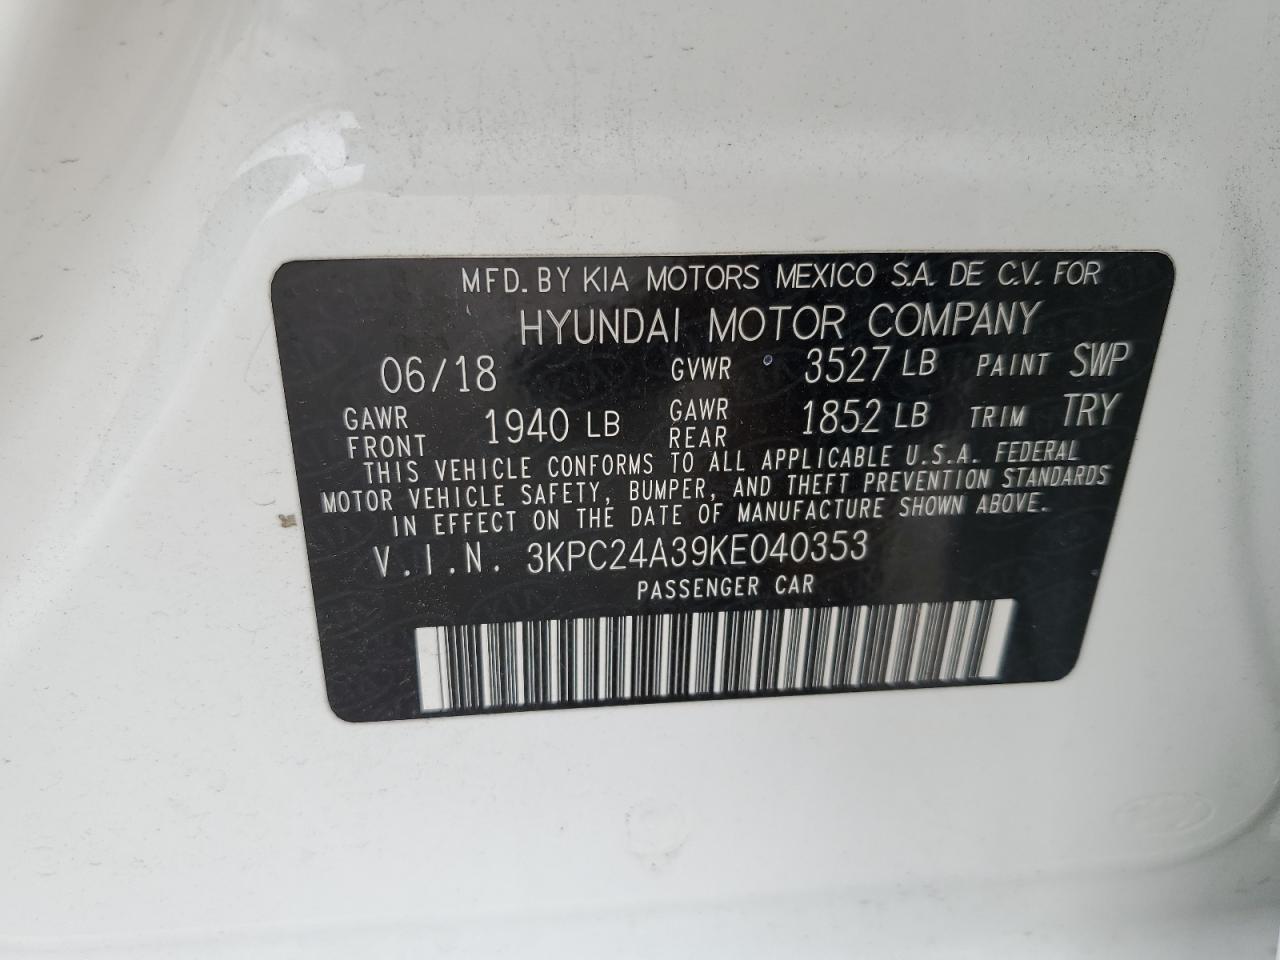 MFD. BY KIA MOTORS MEXICO S.A. DE C.V. FOR
HYUNDAI MOTOR COMPANY
06/18 GVWR 3527 LB PAINT SWP
GAWR FRONT 1940 LB GAWR REAR 1852 LB TRIM TRY
THIS VEHICLE CONFORMS TO ALL APPLICABLE U.S.A. FEDERAL
MOTOR VEHICLE SAFETY, BUMPER, AND THEFT PREVENTION STANDARDS
IN EFFECT ON THE DATE OF MANUFACTURE SHOWN ABOVE.
V.I.N. 3KPC24A39KE040353
PASSENGER CAR